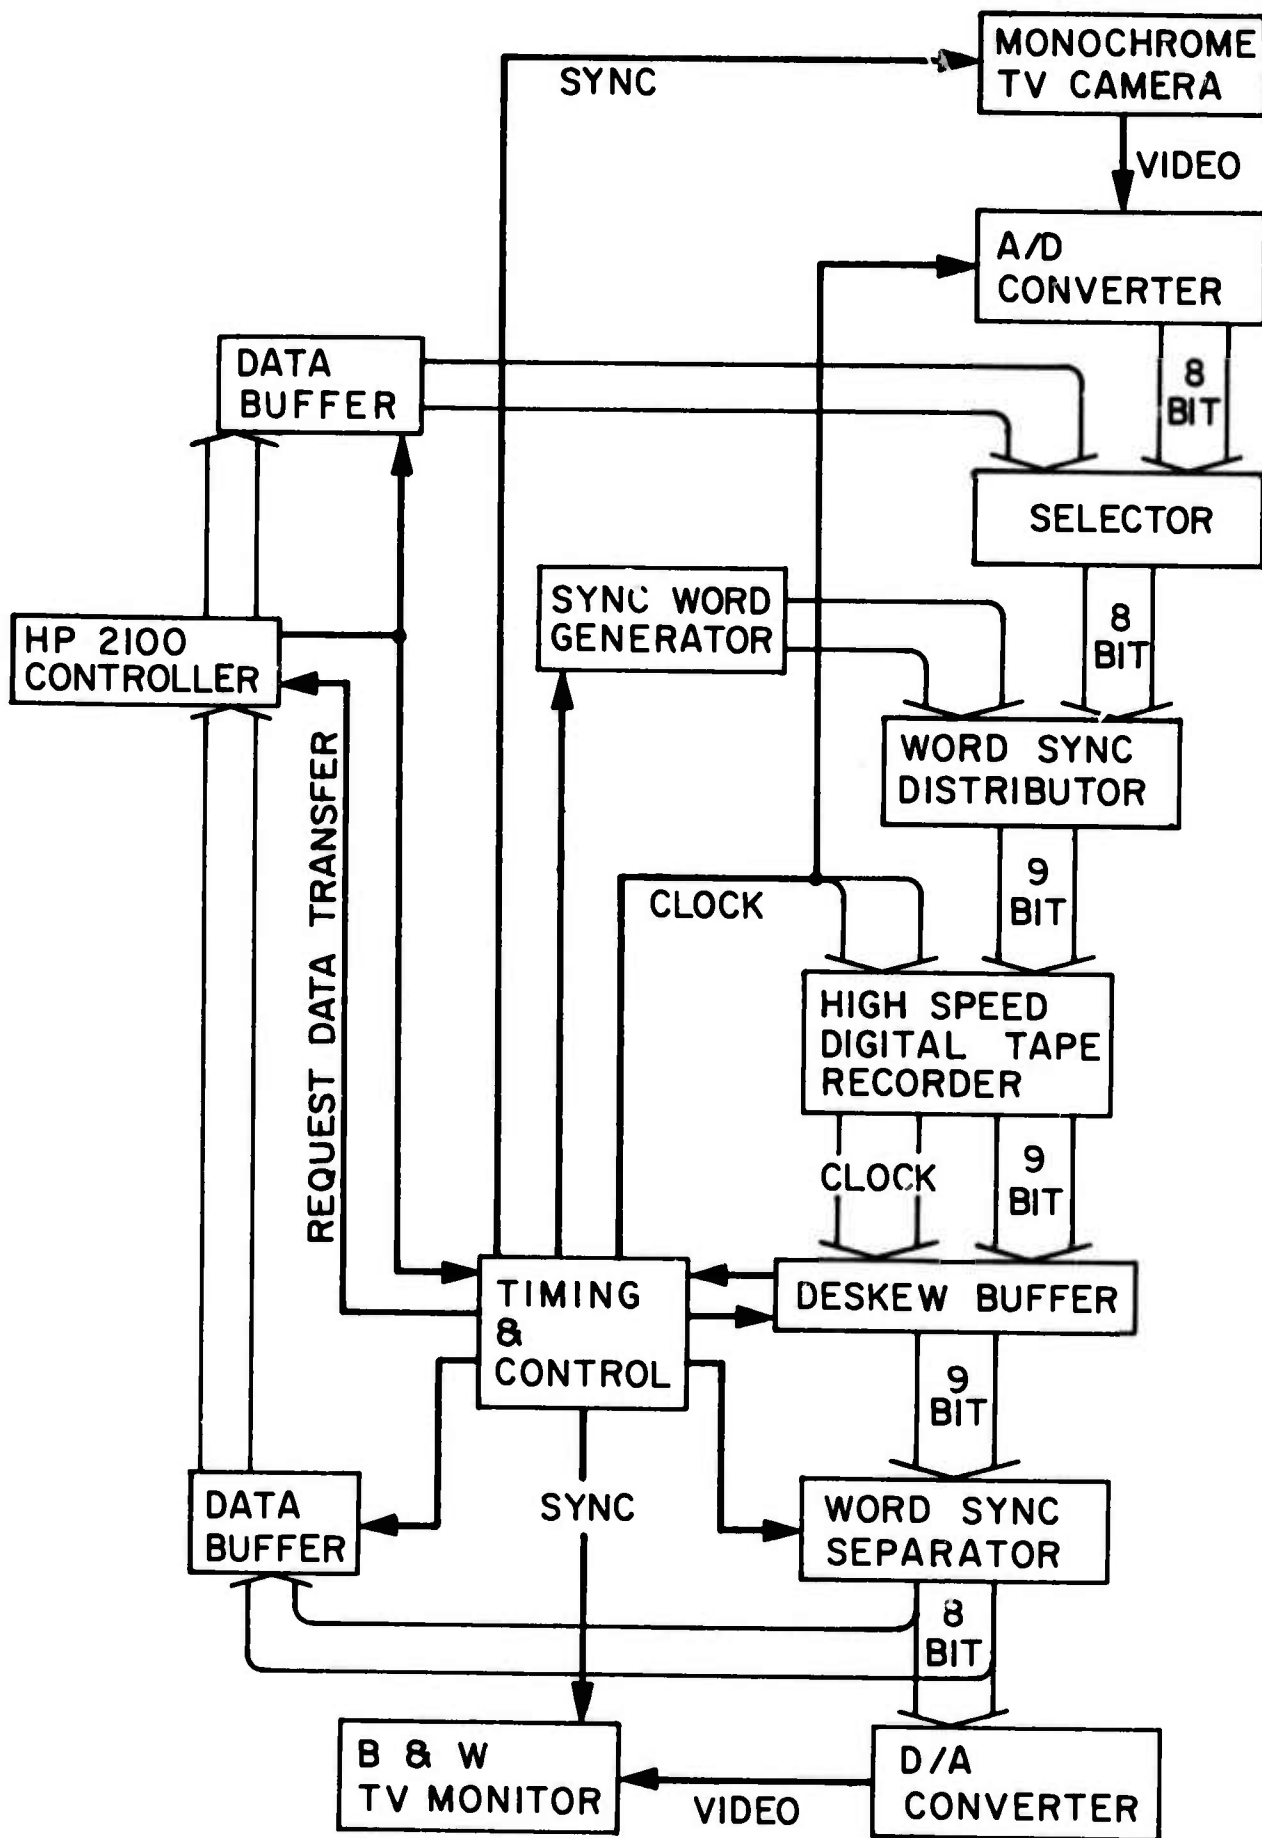 MONOCHROME
TV CAMERA
SYNC
VIDEO
A/D
CONVERTER
DATA
BUFFER
8
BIT
SELECTOR
SYNC WORD
GENERATOR
8
BIT
HP 2100
CONTROLLER
WORD SYNC
DISTRIBUTOR
REQUEST DATA TRANSFER
CLOCK
9
BIT
HIGH SPEED
DIGITAL TAPE
RECORDER
CLOCK
9
BIT
TIMING
&
CONTROL
DESKEW BUFFER
9
BIT
DATA
BUFFER
SYNC
WORD SYNC
SEPARATOR
8
BIT
B & W
TV MONITOR
VIDEO
D/A
CONVERTER